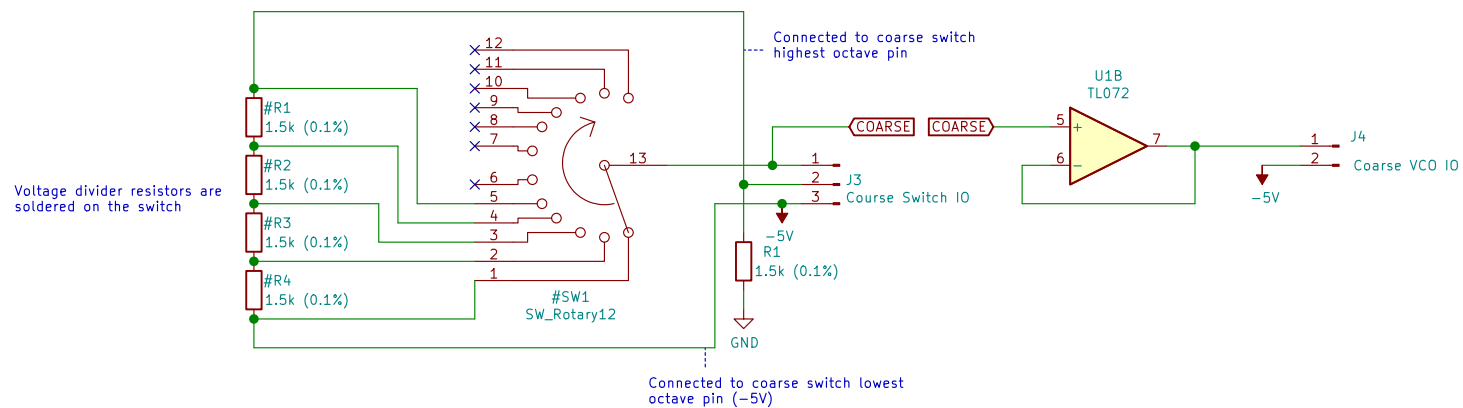 Connected to coarse switch
highest octave pin
12
11
10
9
8
7
6
5
4
3
2
1
13
#R1
1.5k (0.1%)
#R2
1.5k (0.1%)
#R3
1.5k (0.1%)
#R4
1.5k (0.1%)
Voltage divider resistors are
soldered on the switch
#SW1
SW_Rotary12
COARSE
COARSE
1
2
3
J3
Course Switch IO
-5V
R1
1.5k (0.1%)
GND
U1B
TL072
5
+
6
-
7
1
2
J4
Coarse VCO IO
-5V
Connected to coarse switch lowest
octave pin (-5V)